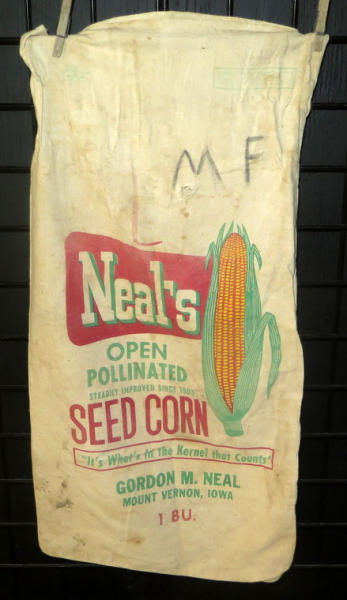 M F
Neal's
OPEN
POLLINATED
STEADILY IMPROVED SINCE
SEED CORN
"It's What's In The Kernel that Counts"
GORDON M. NEAL
MOUNT VERNON, IOWA
1 BU.